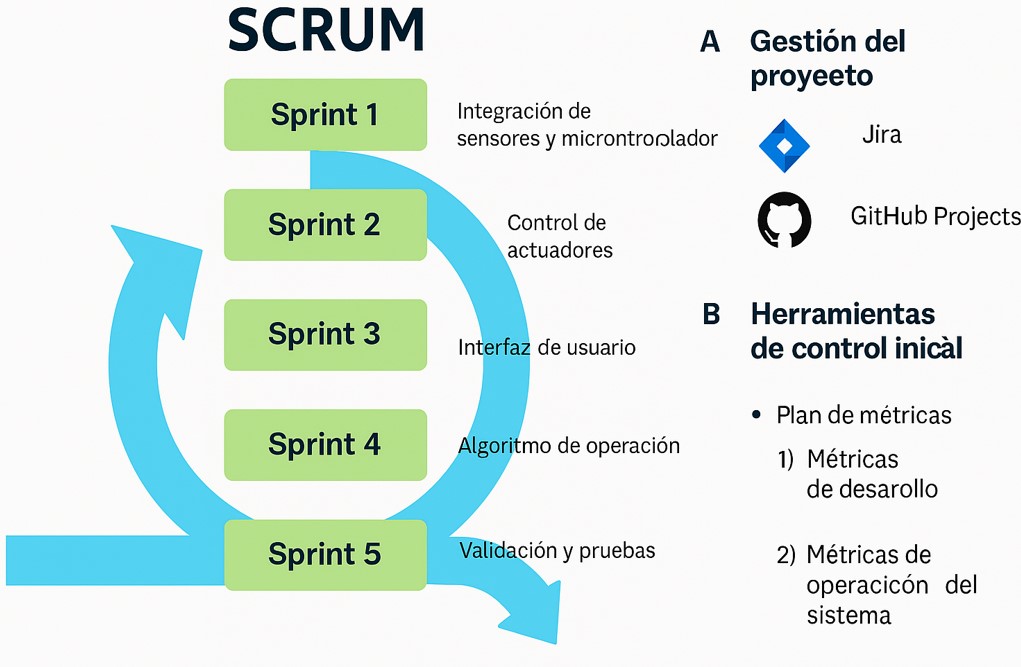 SCRUM
Sprint 1
Integración de
sensores y microntroolador
Sprint 2
Control de
actuadores
Sprint 3
Interfaz de usuario
Sprint 4
Algoritmo de operación
Sprint 5
Validación y pruebas
A Gestión del
proyeeto
Jira
GitHub Projects
B Herramientas
de control inicàl
• Plan de métricas
1) Métricas
de desarollo
2) Métricas de
operacicón del
sistema